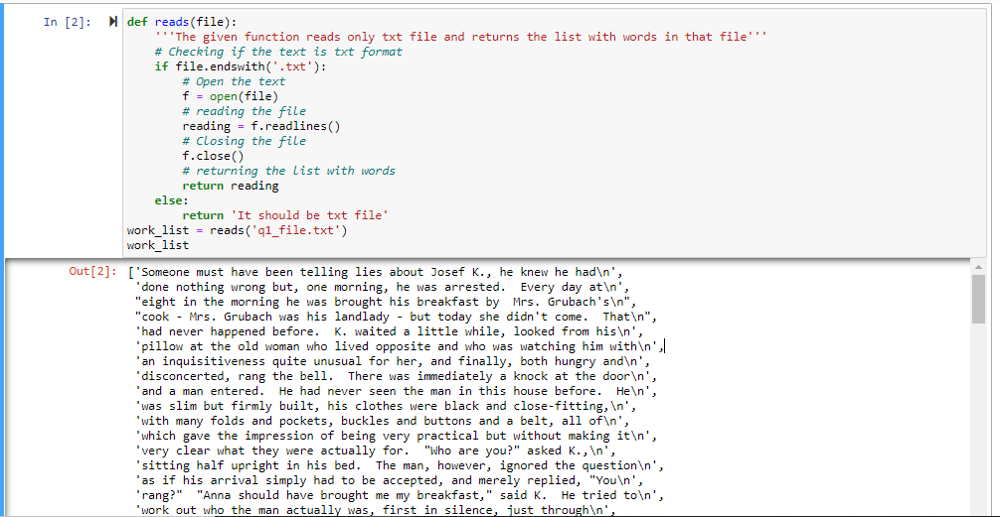 In [2]:
def reads(file):
    '''The given function reads only txt file and returns the list with words in that file'''
    # Checking if the text is txt format
    if file.endswith('.txt'):
        # Open the text
        f = open(file)
        # reading the file
        reading = f.readlines()
        # Closing the file
        f.close()
        # returning the list with words
        return reading
    else:
        return 'It should be txt file'
work_list = reads('q1_file.txt')
work_list
Out[2]: ['Someone must have been telling lies about Josef K., he knew he had\n',
 'done nothing wrong but, one morning, he was arrested.  Every day at\n',
 "eight in the morning he was brought his breakfast by  Mrs. Grubach's\n",
 "cook - Mrs. Grubach was his landlady - but today she didn't come.  That\n",
 'had never happened before.  K. waited a little while, looked from his\n',
 'pillow at the old woman who lived opposite and who was watching him with\n',
 'an inquisitiveness quite unusual for her, and finally, both hungry and\n',
 'disconcerted, rang the bell.  There was immediately a knock at the door\n',
 'and a man entered.  He had never seen the man in this house before.  He\n',
 'was slim but firmly built, his clothes were black and close-fitting,\n',
 'with many folds and pockets, buckles and buttons and a belt, all of\n',
 'which gave the impression of being very practical but without making it\n',
 'very clear what they were actually for.  "Who are you?" asked K.,\n',
 'sitting half upright in his bed.  The man, however, ignored the question\n',
 'as if his arrival simply had to be accepted, and merely replied, "You\n',
 'rang?"  "Anna should have brought me my breakfast," said K.  He tried to\n',
 'work out who the man actually was, first in silence, just through\n',